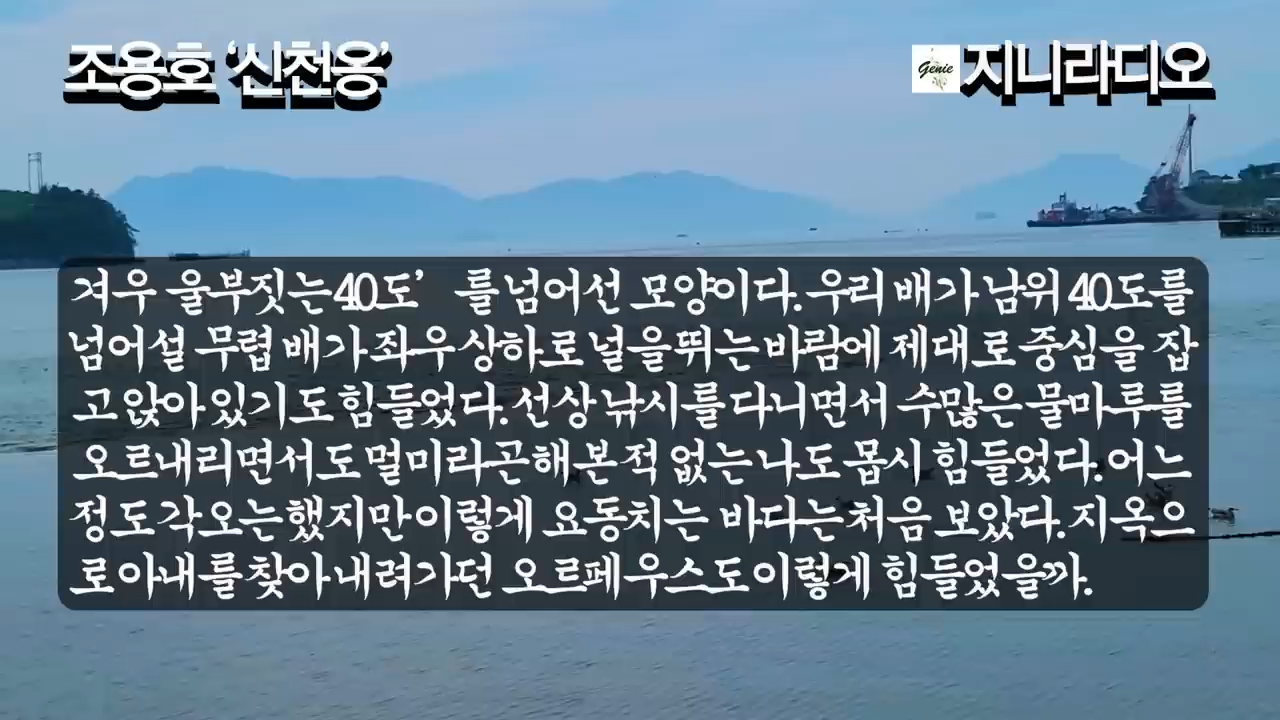 조용호 ‘신천옹’
Genie 지니라디오
겨우 울부짖는 40도’를 넘어선 모양이다. 우리 배가 남위 40도를
넘어설 무렵 배가 좌우상하로 널을 뛰는 바람에 제대로 중심을 잡
고 앉아 있기도 힘들었다. 선상 낚시를 다니면서 수많은 물마루를
오르내리면서도 멀미라곤 해 본 적 없는 나도 몹시 힘들었다. 어느
정도 각오는 했지만 이렇게 요동치는 바다는 처음 보았다. 지옥으
로 아내를 찾아 내려가던 오르페우스도 이렇게 힘들었을까.